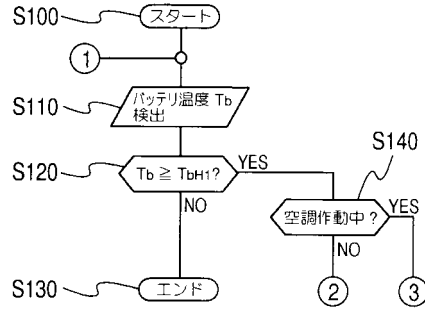 S100
スタート
①
S110
バッテリ温度 Tb
検出
S120
Tb ≧ TbH1?
YES
NO
S140
空調作動中?
YES
NO
S130
エンド
②
③